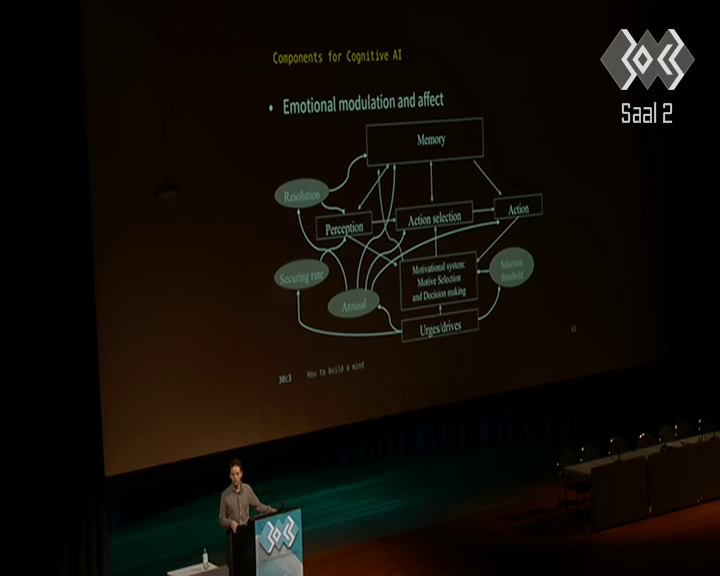 Components for Cognitive AI
Saal 2
• Emotional modulation and affect
Memory
Resolution
Perception
Action selection
Action
Securing rate
Motivational system:
Motive Selection
and Decision making
Selection
threshold
Arousal
Urges/drives
30c3 How to build a mind